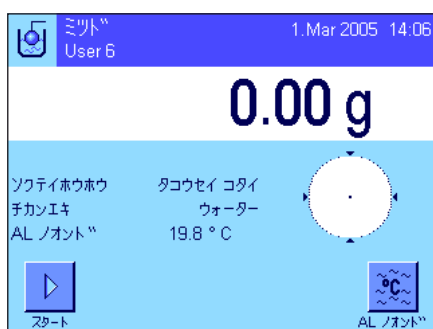 ミツド 1.Mar 2005 14:06
User 6
0.00 g
ソクテイホウホウ タコウセイ コタイ
チカンエキ ウォーター
AL ノオンド 19.8 °C
°C
スタート AL ノオンド